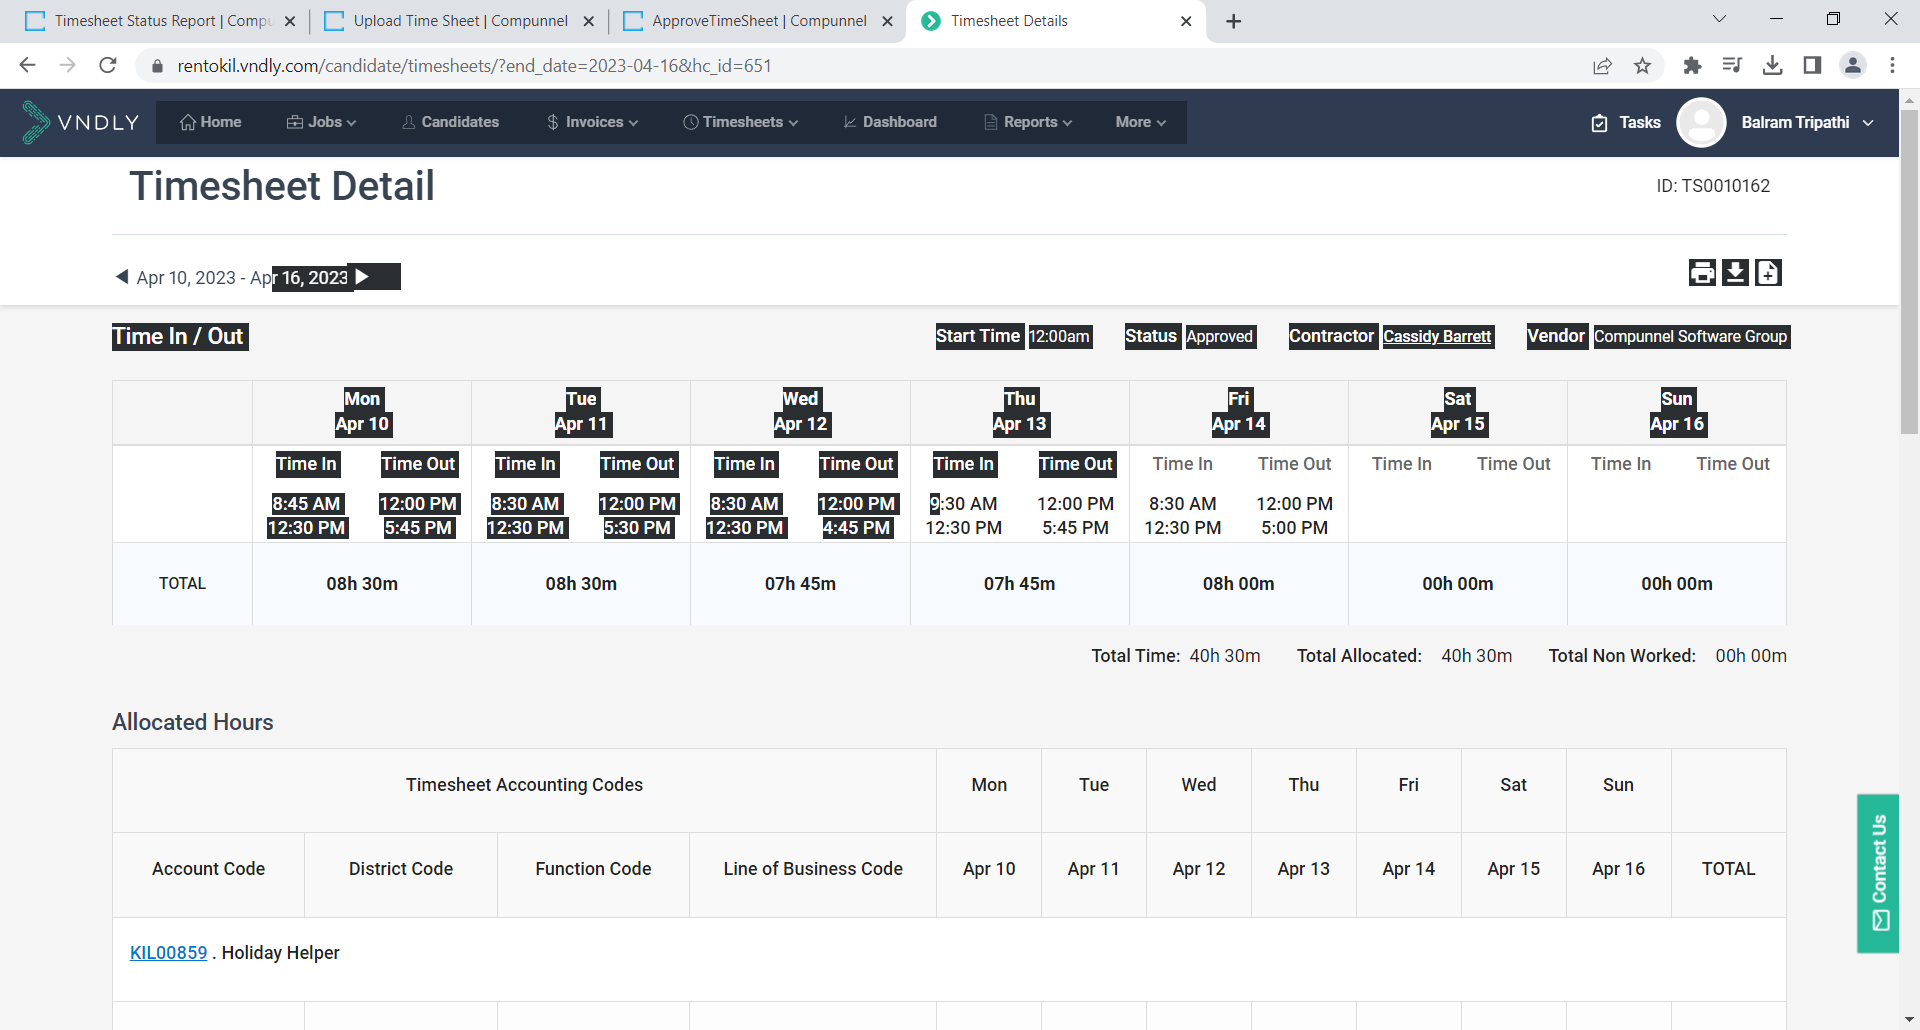 Timesheet Status Report | Compu
Upload Time Sheet | Compunnel
ApproveTimeSheet | Compunnel
Timesheet Details
rentokil.vndly.com/candidate/timesheets/?end_date=2023-04-16&hc_id=651
VNDLY
Home Jobs Candidates $ Invoices Timesheets Dashboard Reports More
Tasks Balram Tripathi
Timesheet Detail
ID: TS0010162
Apr 10, 2023 - Apr 16, 2023
Time In / Out
Start Time 12:00am Status Approved Contractor Cassidy Barrett Vendor Compunnel Software Group
Mon Tue Wed Thu Fri Sat Sun
Apr 10 Apr 11 Apr 12 Apr 13 Apr 14 Apr 15 Apr 16
Time In Time Out Time In Time Out Time In Time Out Time In Time Out Time In Time Out Time In Time Out Time In Time Out
8:45 AM 12:00 PM 8:30 AM 12:00 PM 8:30 AM 12:00 PM 9:30 AM 12:00 PM 8:30 AM 12:00 PM
12:30 PM 5:45 PM 12:30 PM 5:30 PM 12:30 PM 4:45 PM 12:30 PM 5:45 PM 12:30 PM 5:00 PM
TOTAL 08h 30m 08h 30m 07h 45m 07h 45m 08h 00m 00h 00m 00h 00m
Total Time: 40h 30m Total Allocated: 40h 30m Total Non Worked: 00h 00m
Allocated Hours
Timesheet Accounting Codes Mon Tue Wed Thu Fri Sat Sun
Account Code District Code Function Code Line of Business Code Apr 10 Apr 11 Apr 12 Apr 13 Apr 14 Apr 15 Apr 16 TOTAL
KIL00859 . Holiday Helper
Contact Us